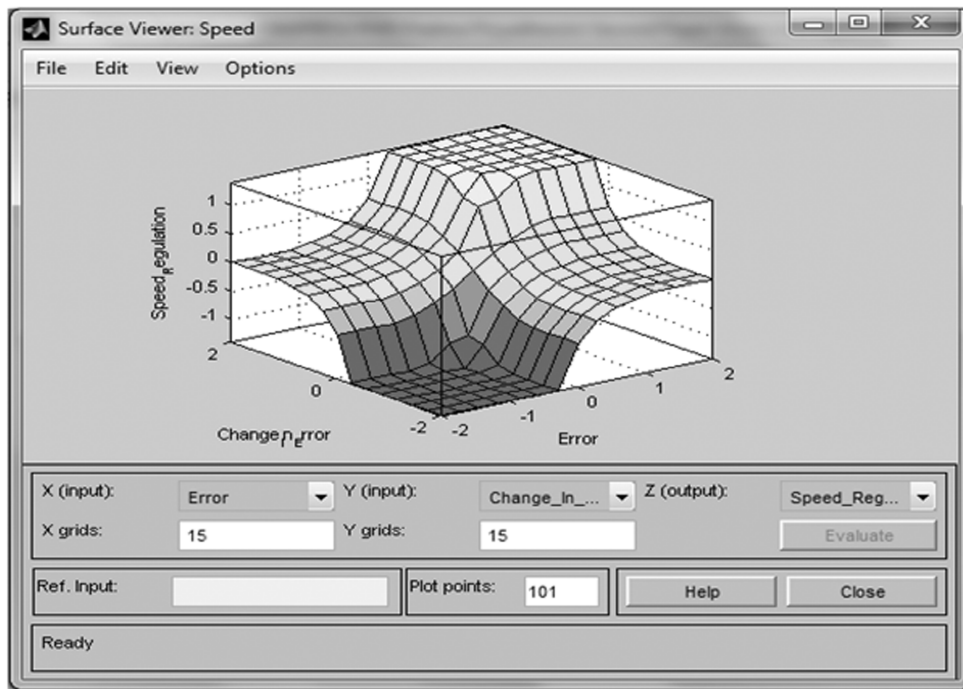 Surface Viewer: Speed
File Edit View Options
Speed_Regulation
1
0.5
0
-0.5
-1
2
0
-2
Change_In_Error
-2
-1
0
1
2
Error
X (input): Error Y (input): Change_In_... Z (output): Speed_Reg...
X grids: 15 Y grids: 15 Evaluate
Ref. Input: Plot points: 101 Help Close
Ready